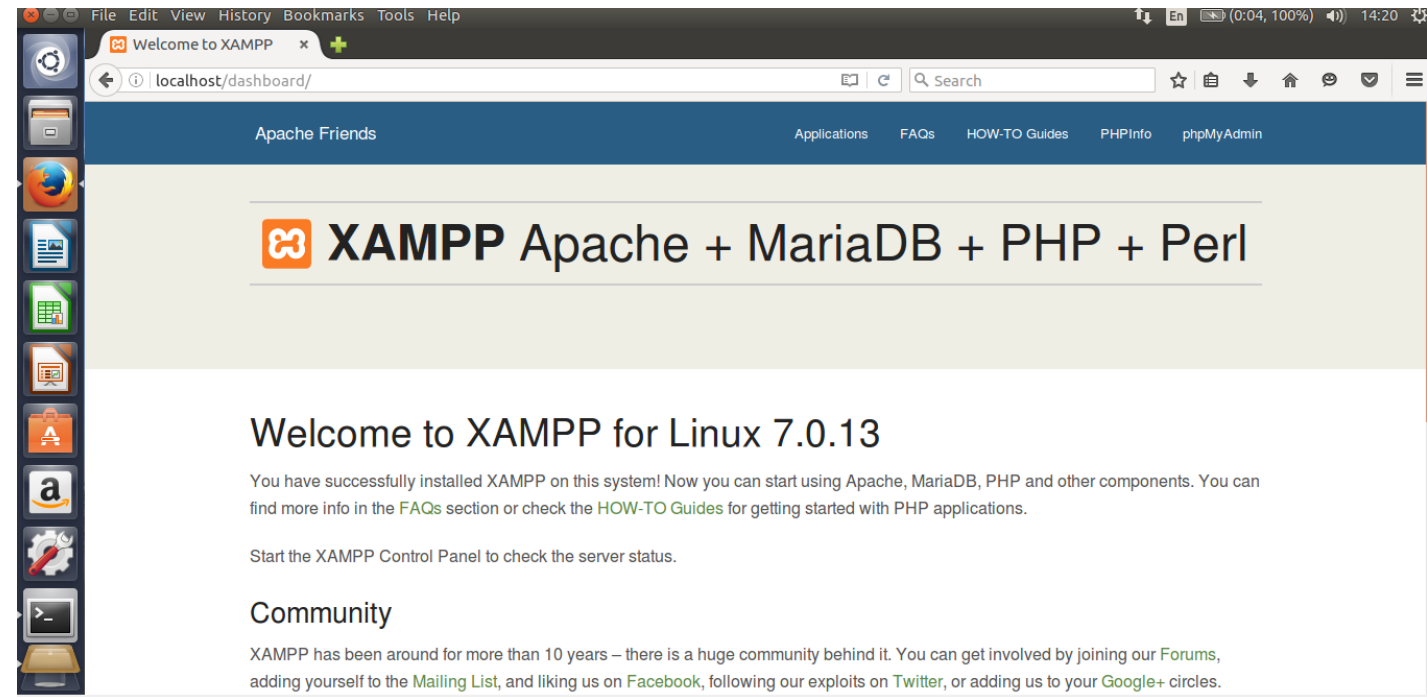 File Edit View History Bookmarks Tools Help En (0:04, 100%) 14:20
Welcome to XAMPP
localhost/dashboard/ Search
Apache Friends Applications FAQs HOW-TO Guides PHPInfo phpMyAdmin
XAMPP Apache + MariaDB + PHP + Perl
Welcome to XAMPP for Linux 7.0.13
You have successfully installed XAMPP on this system! Now you can start using Apache, MariaDB, PHP and other components. You can
find more info in the FAQs section or check the HOW-TO Guides for getting started with PHP applications.
Start the XAMPP Control Panel to check the server status.
Community
XAMPP has been around for more than 10 years – there is a huge community behind it. You can get involved by joining our Forums,
adding yourself to the Mailing List, and liking us on Facebook, following our exploits on Twitter, or adding us to your Google+ circles.